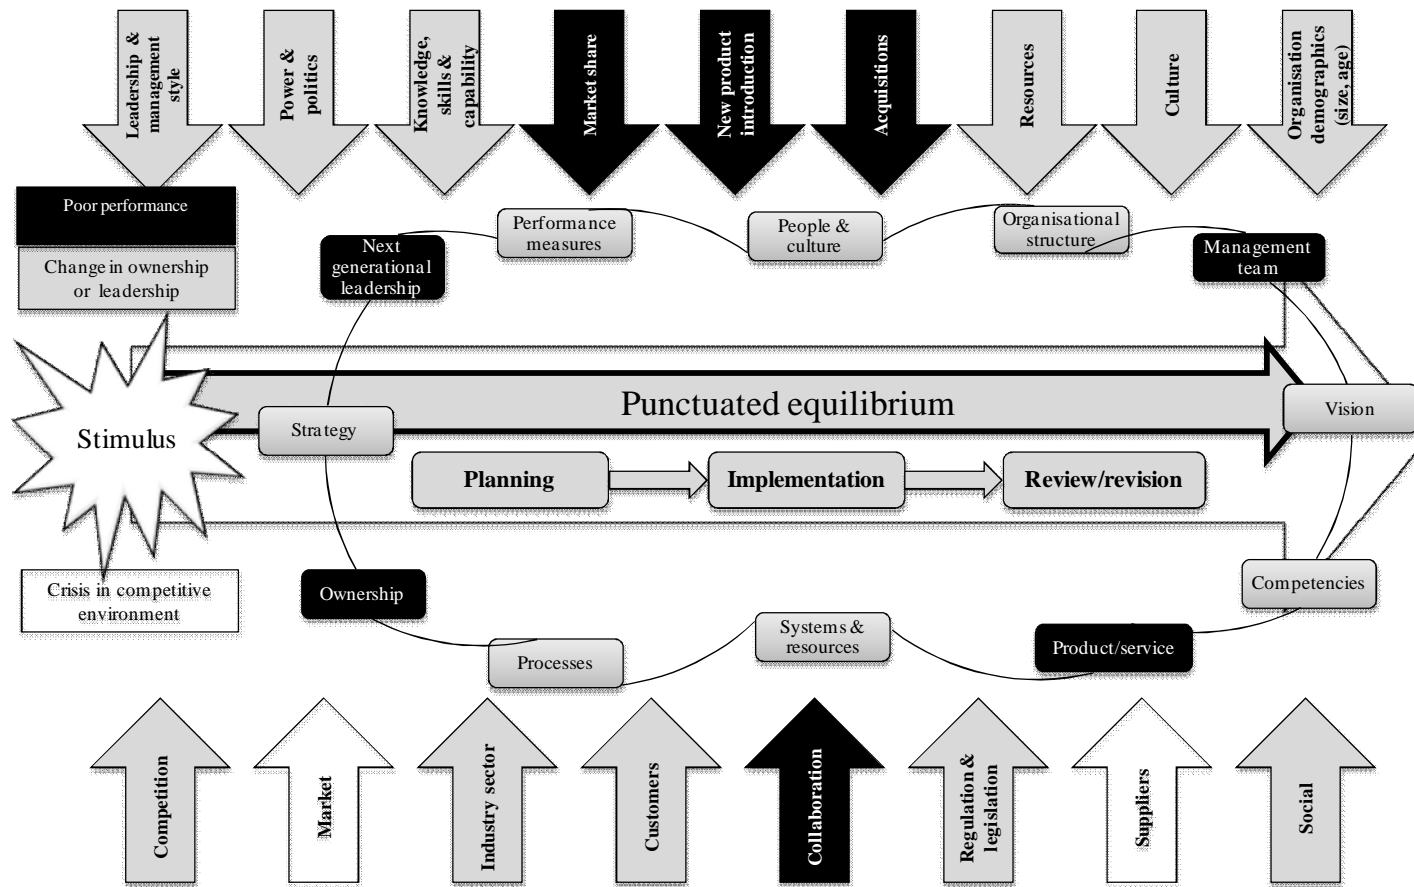 Leadership &
management
style
Power &
politics
Knowledge,
skills &
capability
Market share
New product
introduction
Acquisitions
Resources
Culture
Organisation
demographics
(size, age)
Poor performance
Change in ownership
or leadership
Next
generational
leadership
Performance
measures
People &
culture
Organisational
structure
Management
team
Punctuated equilibrium
Stimulus
Strategy
Vision
Planning
Implementation
Review/revision
Crisis in competitive
environment
Ownership
Processes
Systems &
resources
Product/service
Competencies
Competition
Market
Industry sector
Customers
Collaboration
Regulation &
legislation
Suppliers
Social